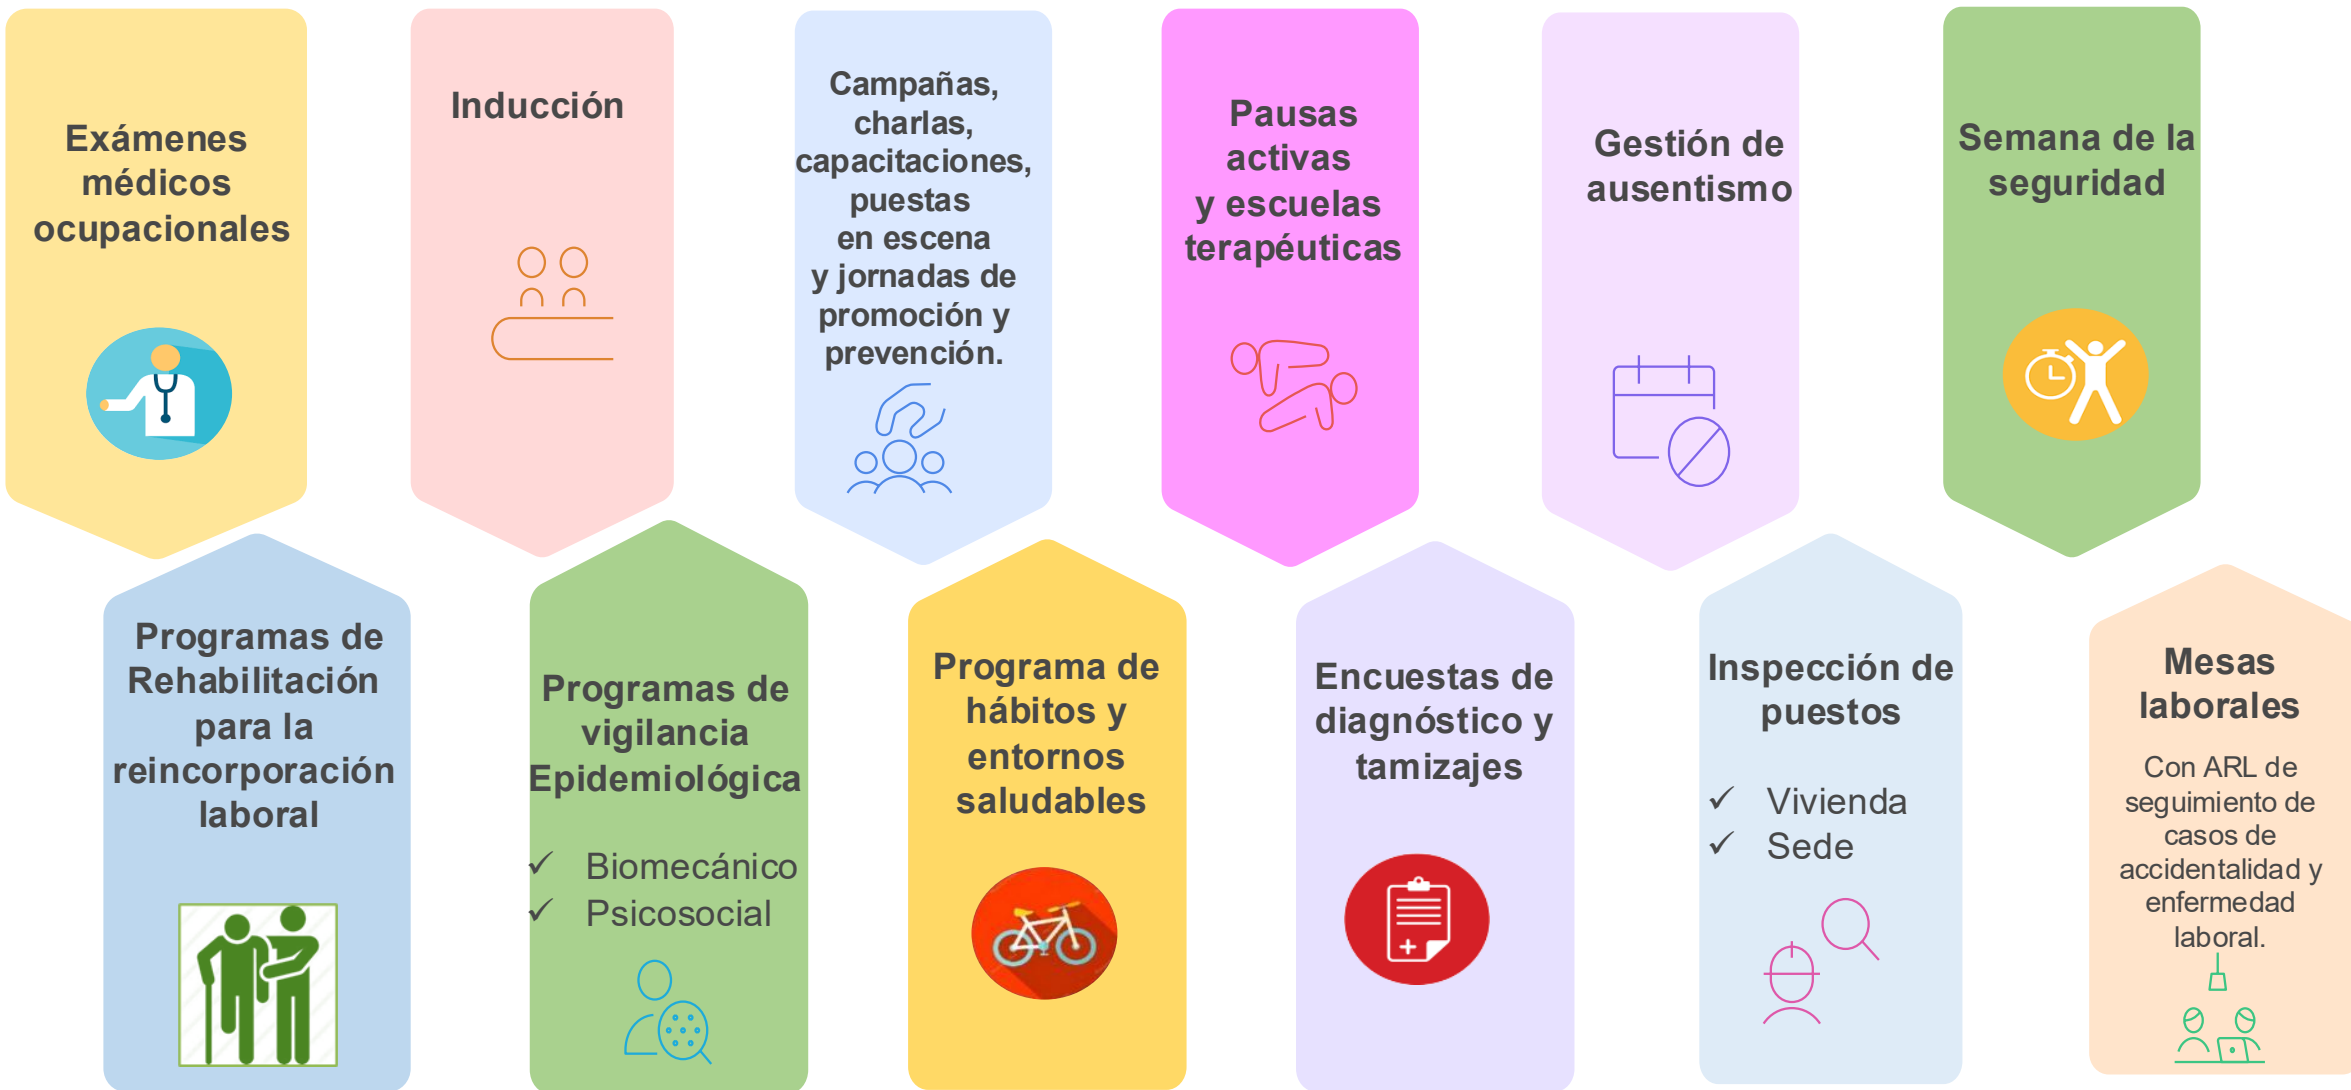 Exámenes
médicos
ocupacionales
Inducción
Campañas,
charlas,
capacitaciones,
puestas
en escena
y jornadas de
promoción y
prevención.
Pausas
activas
y escuelas
terapéuticas
Gestión de
ausentismo
Semana de la
seguridad
Programas de
Rehabilitación
para la
reincorporación
laboral
Programas de
vigilancia
Epidemiológica
✓ Biomecánico
✓ Psicosocial
Programa de
hábitos y
entornos
saludables
Encuestas de
diagnóstico y
tamizajes
Inspección de
puestos
✓ Vivienda
✓ Sede
Mesas
laborales
Con ARL de
seguimiento de
casos de
accidentalidad y
enfermedad
laboral.